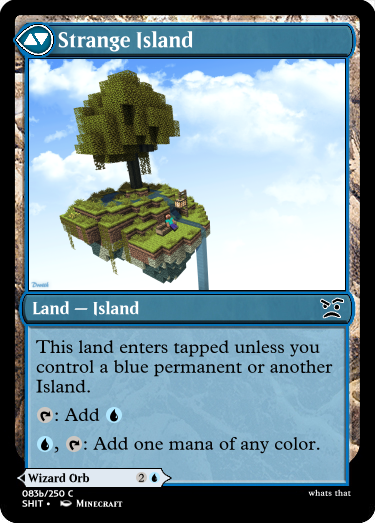 Strange Island
Land — Island
This land enters tapped unless you
control a blue permanent or another
Island.
: Add
, : Add one mana of any color.
Wizard Orb 2
083b/250 C
SHIT • MINECRAFT
whats that